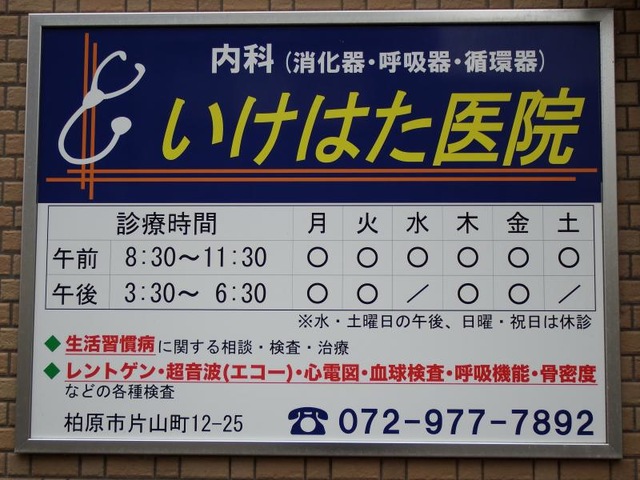 内科(消化器・呼吸器・循環器)
いけはた医院
診療時間 月 火 水 木 金 土
午前 8:30〜11:30 ○ ○ ○ ○ ○ ○
午後 3:30〜 6:30 ○ ○ / ○ ○ /
※水・土曜日の午後、日曜・祝日は休診
◆生活習慣病に関する相談・検査・治療
◆レントゲン・超音波(エコー)・心電図・血球検査・呼吸機能・骨密度
などの各種検査
柏原市片山町12-25 ☎072-977-7892